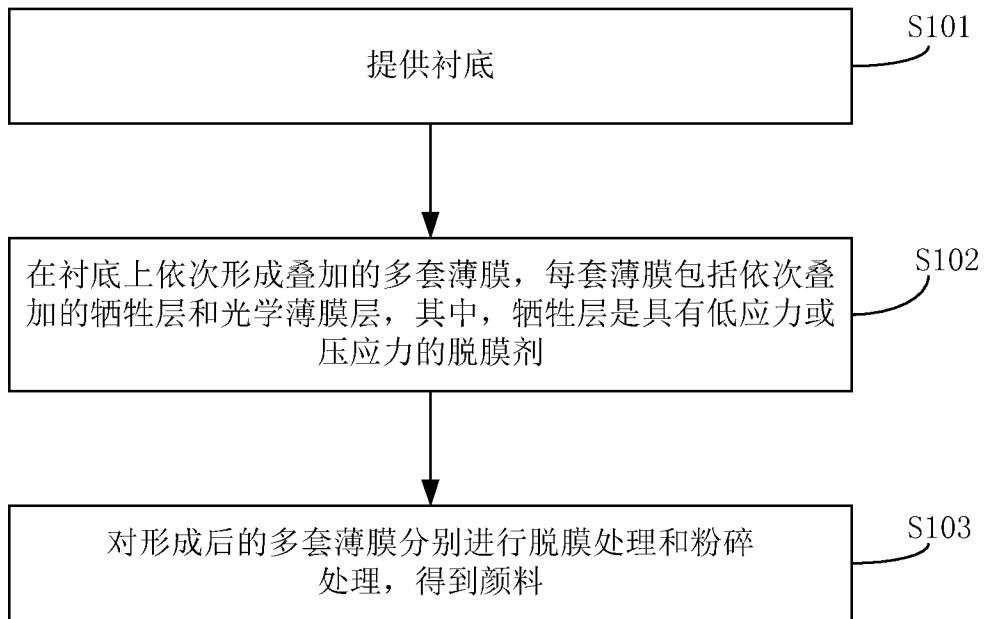 S101
提供衬底
S102
在衬底上依次形成叠加的多套薄膜，每套薄膜包括依次叠
加的牺牲层和光学薄膜层，其中，牺牲层是具有低应力或
压应力的脱膜剂
S103
对形成后的多套薄膜分别进行脱膜处理和粉碎
处理，得到颜料